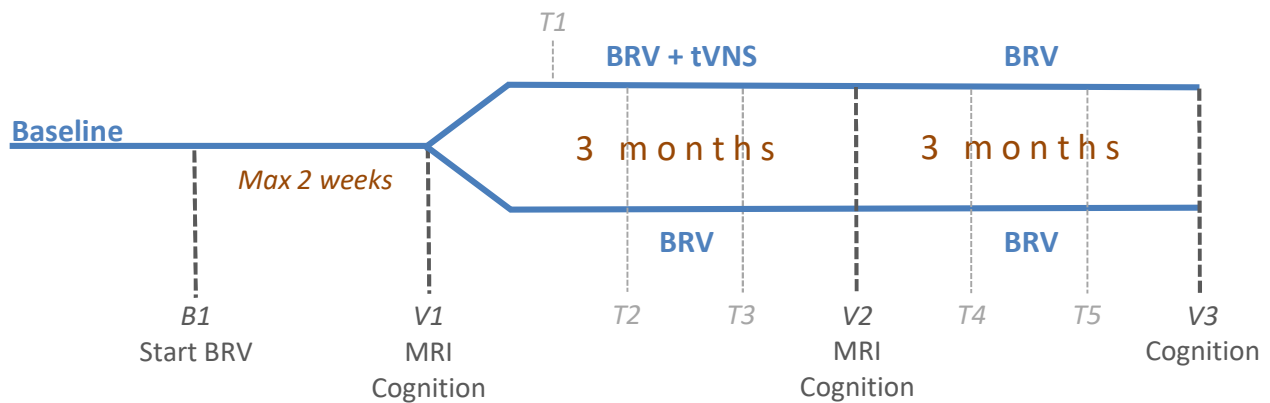 T1
BRV + tVNS
BRV
Baseline
3 months
3 months
Max 2 weeks
BRV
BRV
B1
V1
T2
T3
V2
T4
T5
V3
Start BRV
MRI
Cognition
MRI
Cognition
Cognition